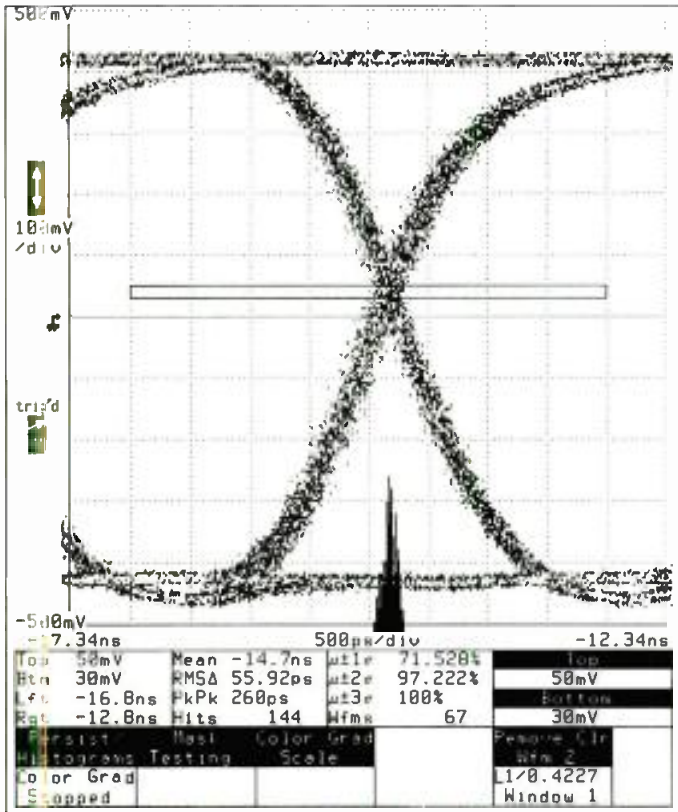 500mV
100mV
/div
trig'd
-500mV
-17.34ns 500ps/div -12.34ns
Top 50mV Mean -14.7ns µ±1σ 71.528% Top
Btm 30mV RMSΔ 55.92ps µ±2σ 97.222% 50mV
Lft -16.8ns PkPk 260ps µ±3σ 100% Bottom
Rgt -12.8ns Hits 144 Wfms 67 30mV
Persist Mask Color Grad Remove Clr
Histograms Testing Scale Wfm 2
Color Grad L1/0.4227
Stopped Window 1